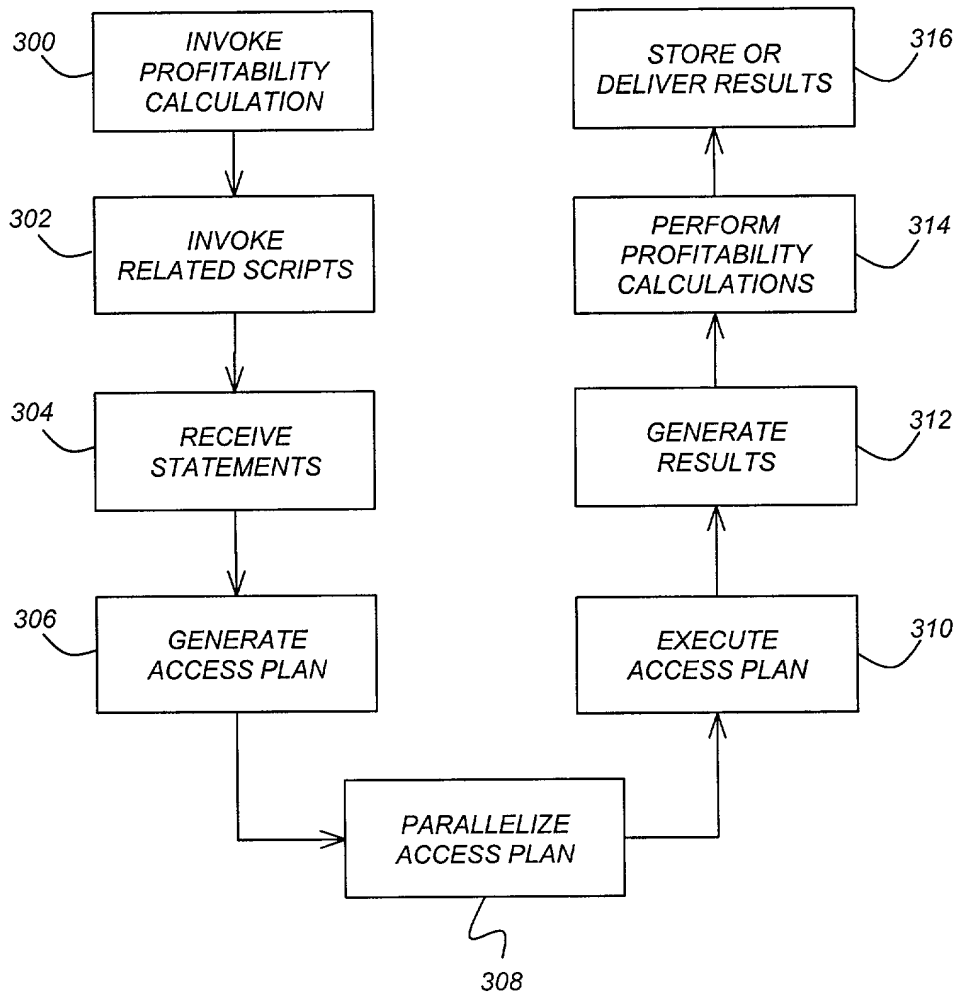 300
INVOKE
PROFITABILITY
CALCULATION
302
INVOKE
RELATED SCRIPTS
304
RECEIVE
STATEMENTS
306
GENERATE
ACCESS PLAN
PARALLELIZE
ACCESS PLAN
308
EXECUTE
ACCESS PLAN
310
GENERATE
RESULTS
312
PERFORM
PROFITABILITY
CALCULATIONS
314
STORE OR
DELIVER RESULTS
316